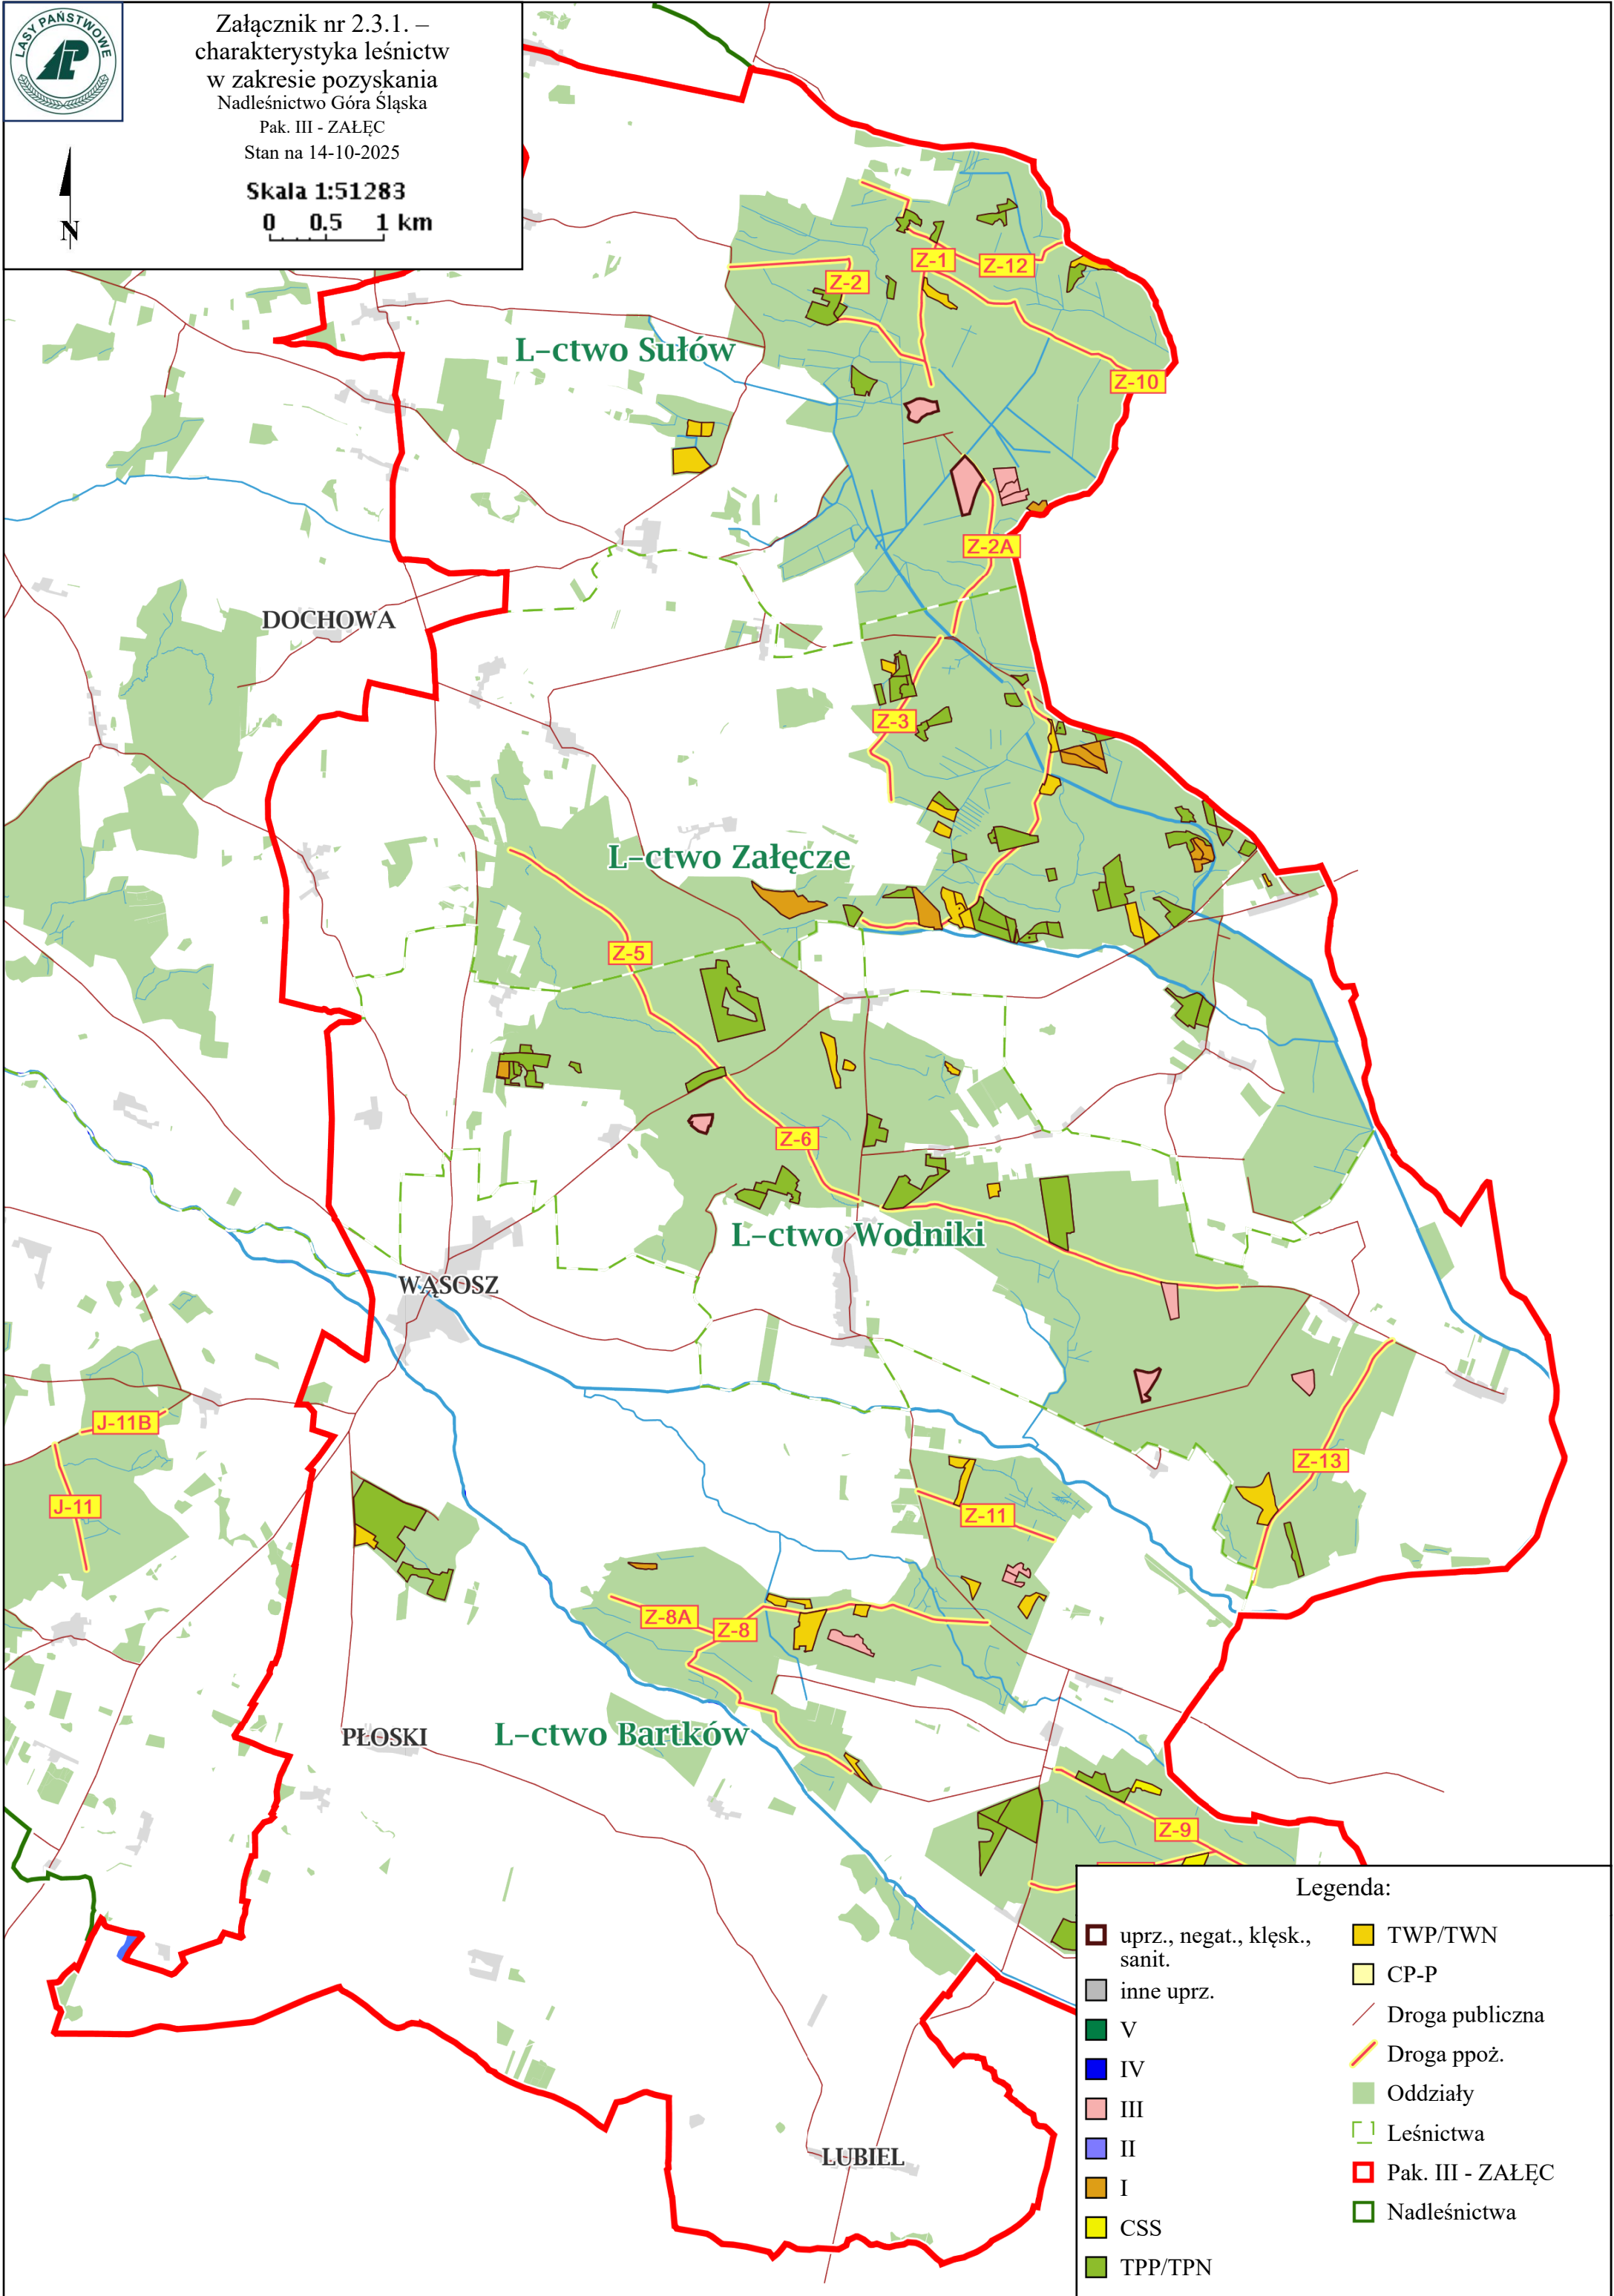 LASY PAŃSTWOWE
Załącznik nr 2.3.1. –
charakterystyka leśnictw
w zakresie pozyskania
Nadleśnictwo Góra Śląska
Pak. III - ZAŁĘC
Stan na 14-10-2025
Skala 1:51283
0 0.5 1 km
N
Z-1
Z-12
Z-2
L-ctwo Sułów
Z-10
Z-2A
DOCHOWA
Z-3
L-ctwo Załęcze
Z-5
Z-6
L-ctwo Wodniki
WĄSOSZ
J-11B
Z-13
J-11
Z-11
Z-8A
Z-8
PŁOSKI
L-ctwo Bartków
Z-9
LUBIEL
Legenda:
uprz., negat., klęsk.,
sanit.
inne uprz.
V
IV
III
II
I
CSS
TPP/TPN
TWP/TWN
CP-P
Droga publiczna
Droga ppoż.
Oddziały
Leśnictwa
Pak. III - ZAŁĘC
Nadleśnictwa